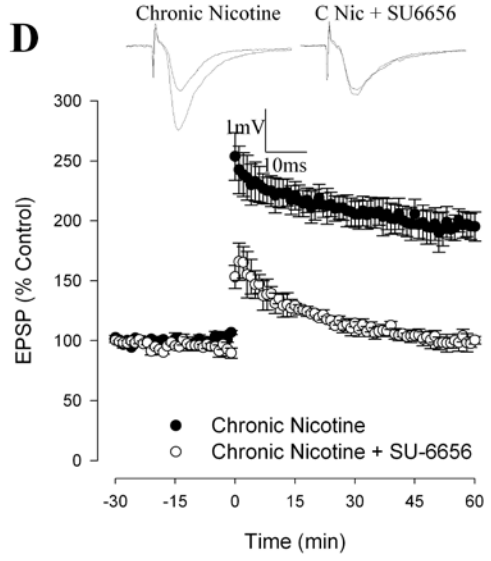 D
Chronic Nicotine
C Nic + SU6656
1mV
10ms
EPSP (% Control)
300
250
200
150
100
50
0
Chronic Nicotine
Chronic Nicotine + SU-6656
-30 -15 0 15 30 45 60
Time (min)